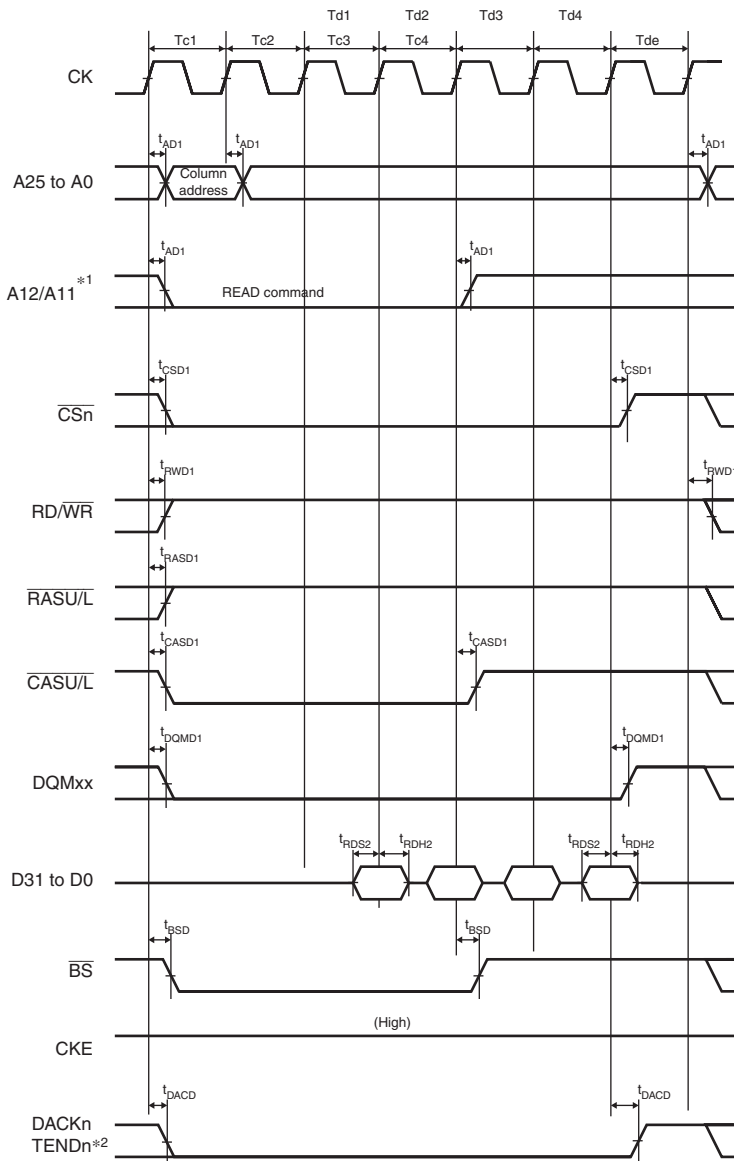 Td1 Td2 Td3 Td4
Tc1 Tc2 Tc3 Tc4 Tde
CK
tAD1 tAD1 tAD1
A25 to A0
Column
address
tAD1 tAD1
A12/A11*1
READ command
tCSD1 tCSD1
CSn
tRWD1 tRWD1
RD/WR
tRASD1
RASU/L
tCASD1 tCASD1
CASU/L
tDQMD1 tDQMD1
DQMxx
tRDS2 tRDH2 tRDS2 tRDH2
D31 to D0
tBSD tBSD
BS
(High)
CKE
tDACD tDACD
DACKn
TENDn*2